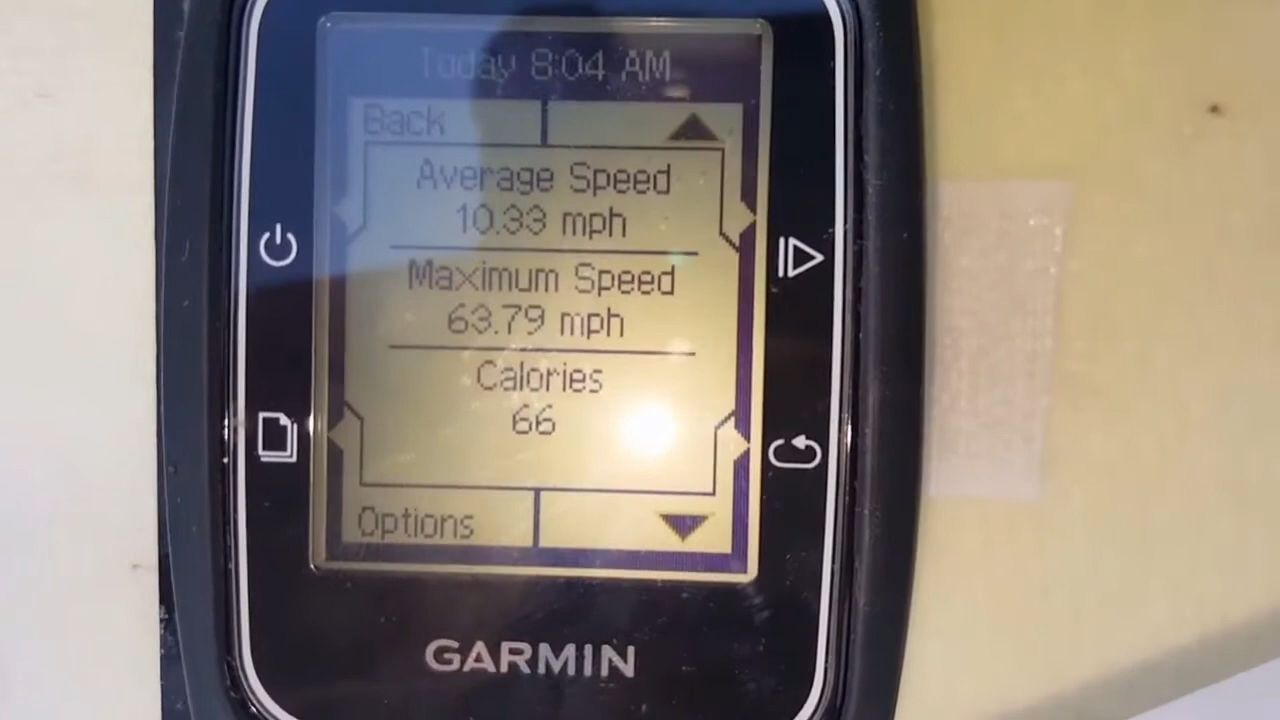 Today 8:04 AM
Back
Average Speed
10.33 mph
Maximum Speed
63.79 mph
Calories
66
Options
GARMIN